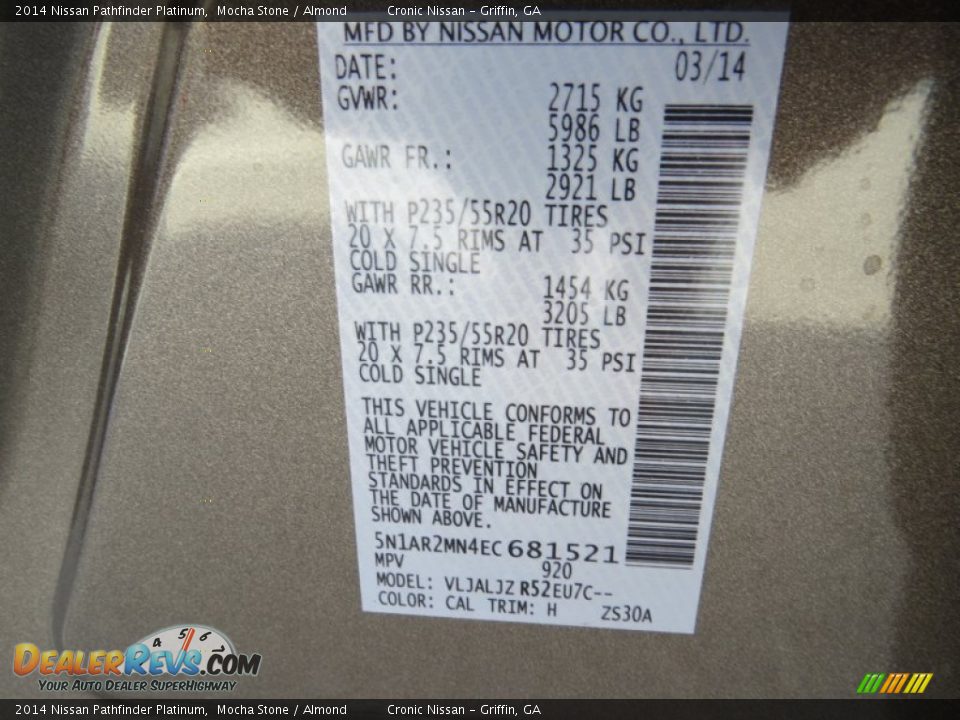 2014 Nissan Pathfinder Platinum, Mocha Stone / Almond Cronic Nissan - Griffin, GA
MFD BY NISSAN MOTOR CO., LTD.
DATE: 03/14
GVWR: 2715 KG
5986 LB
GAWR FR.: 1325 KG
2921 LB
WITH P235/55R20 TIRES
20 X 7.5 RIMS AT 35 PSI
COLD SINGLE
GAWR RR.: 1454 KG
3205 LB
WITH P235/55R20 TIRES
20 X 7.5 RIMS AT 35 PSI
COLD SINGLE
THIS VEHICLE CONFORMS TO
ALL APPLICABLE FEDERAL
MOTOR VEHICLE SAFETY AND
THEFT PREVENTION
STANDARDS IN EFFECT ON
THE DATE OF MANUFACTURE
SHOWN ABOVE.
5N1AR2MN4EC681521
MPV 920
MODEL: VLJALJZ R52EU7C--
COLOR: CAL TRIM: H ZS30A
4 5 6 7
DEALERREVS.COM
YOUR AUTO DEALER SUPERHIGHWAY
2014 Nissan Pathfinder Platinum, Mocha Stone / Almond Cronic Nissan - Griffin, GA